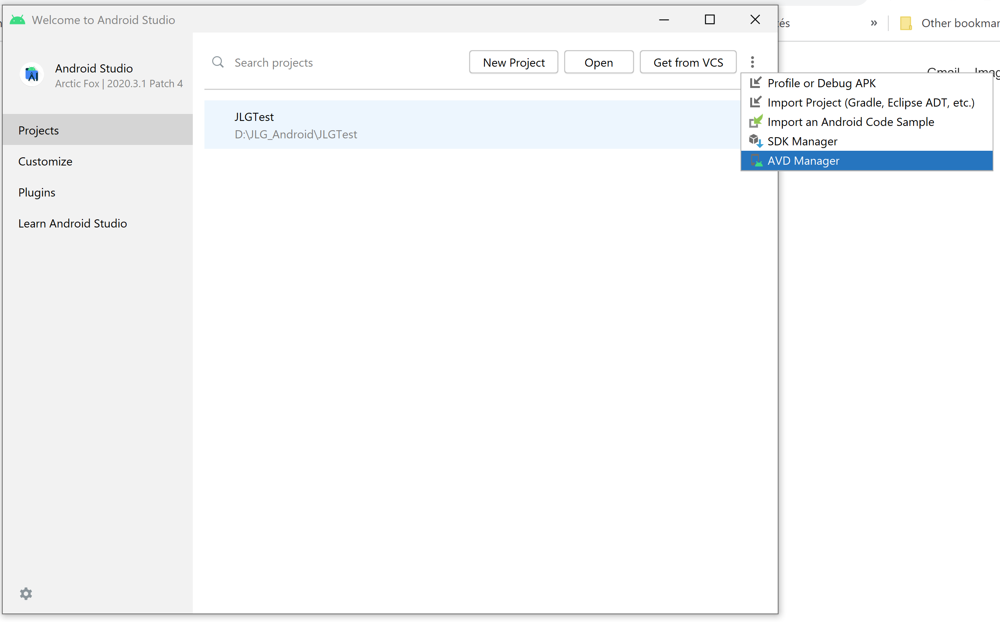 Welcome to Android Studio
és
»
Other bookmar
Android Studio
Arctic Fox | 2020.3.1 Patch 4
Search projects
New Project
Open
Get from VCS
Gmail
Imag
Profile or Debug APK
Import Project (Gradle, Eclipse ADT, etc.)
Import an Android Code Sample
SDK Manager
AVD Manager
JLGTest
D:\JLG_Android\JLGTest
Projects
Customize
Plugins
Learn Android Studio